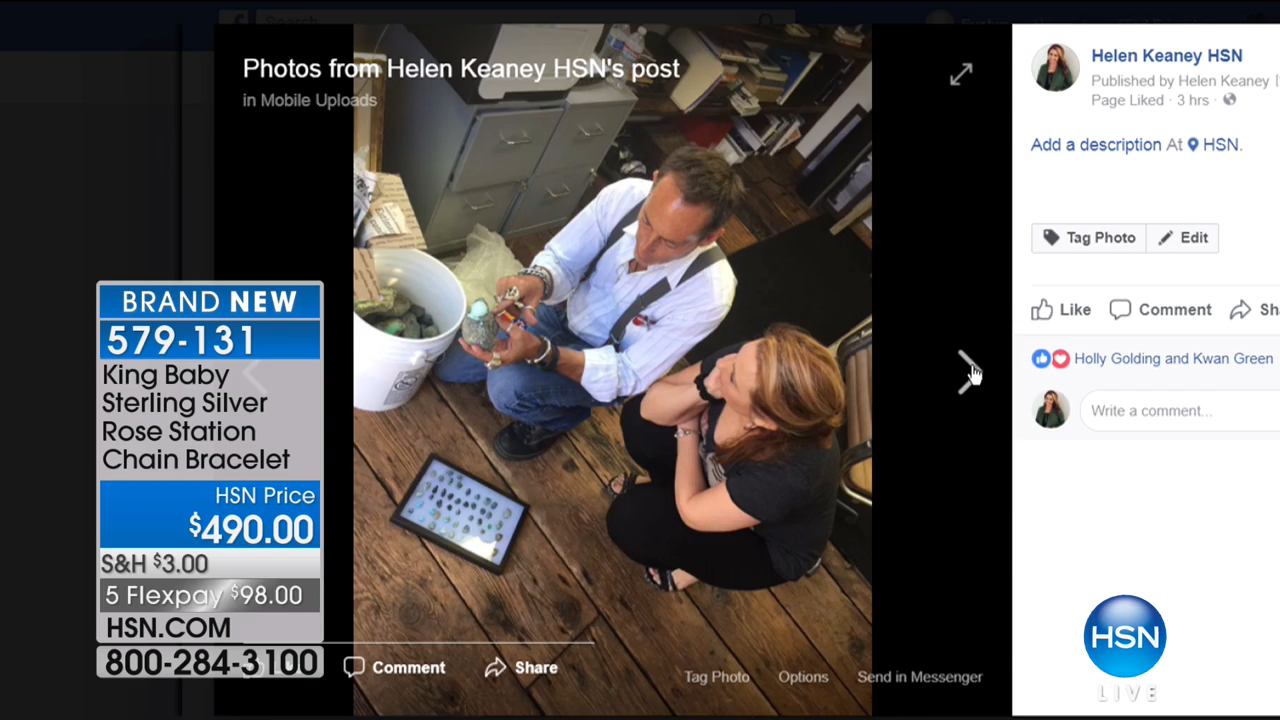 Search
Photos from Helen Keaney HSN's post
in Mobile Uploads
Helen Keaney HSN
Published by Helen Keaney
Page Liked · 3 hrs ·
Add a description At HSN.
Tag Photo
Edit
Like
Comment
Holly Golding and Kwan Green
Write a comment...
BRAND NEW
579-131
King Baby
Sterling Silver
Rose Station
Chain Bracelet
HSN Price
$490.00
S&H $3.00
5 Flexpay $98.00
HSN.COM
800-284-3100
Comment
Share
Tag Photo
Options
Send in Messenger
HSN
LIVE